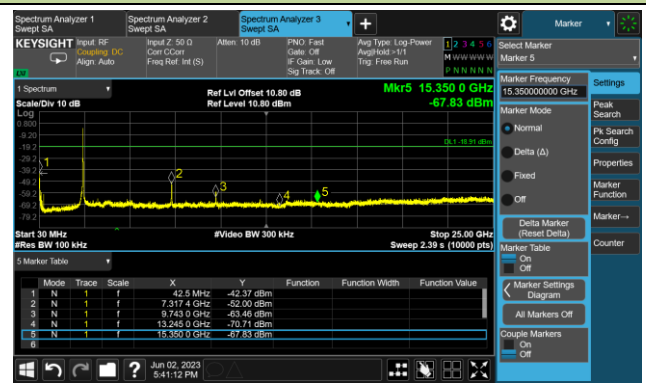 Spectrum Analyzer 1
Swept SA
Spectrum Analyzer 2
Swept SA
Spectrum Analyzer 3
Swept SA
Marker
KEYSIGHT
Input: RF
Coupling: DC
Align: Auto
Input Z: 50 Ω
Corr CCorr
Freq Ref: Int (S)
Atten: 10 dB
PNO: Fast
Gate: Off
IF Gain: Low
Sig Track: Off
Avg Type: Log-Power
Avg|Hold:>1/1
Trig: Free Run
1 2 3 4 5 6
M W W W W W
P N N N N N
LXI
Select Marker
Marker 5
1 Spectrum
Scale/Div 10 dB
Log
Ref Lvl Offset 10.80 dB
Ref Level 10.80 dBm
Mkr5 15.350 0 GHz
-67.83 dBm
0.800
-9.20
-19.2
-29.2
-39.2
-49.2
-59.2
-69.2
-79.2
DL1 -18.91 dBm
1
2
3
4
5
Start 30 MHz
#Res BW 100 kHz
#Video BW 300 kHz
Stop 25.00 GHz
Sweep 2.39 s (10000 pts)
5 Marker Table
Mode Trace Scale X Y Function Function Width Function Value
1 N 1 f 42.5 MHz -42.37 dBm
2 N 1 f 7.317 4 GHz -52.00 dBm
3 N 1 f 9.743 0 GHz -63.46 dBm
4 N 1 f 13.245 0 GHz -70.71 dBm
5 N 1 f 15.350 0 GHz -67.83 dBm
6
Marker Frequency
15.350000000 GHz
Marker Mode
Normal
Delta (Δ)
Fixed
Off
Delta Marker
(Reset Delta)
Marker Table
On
Off
Marker Settings
Diagram
All Markers Off
Couple Markers
On
Off
Settings
Peak
Search
Pk Search
Config
Properties
Marker
Function
Marker→
Counter
?
Jun 02, 2023
5:41:12 PM